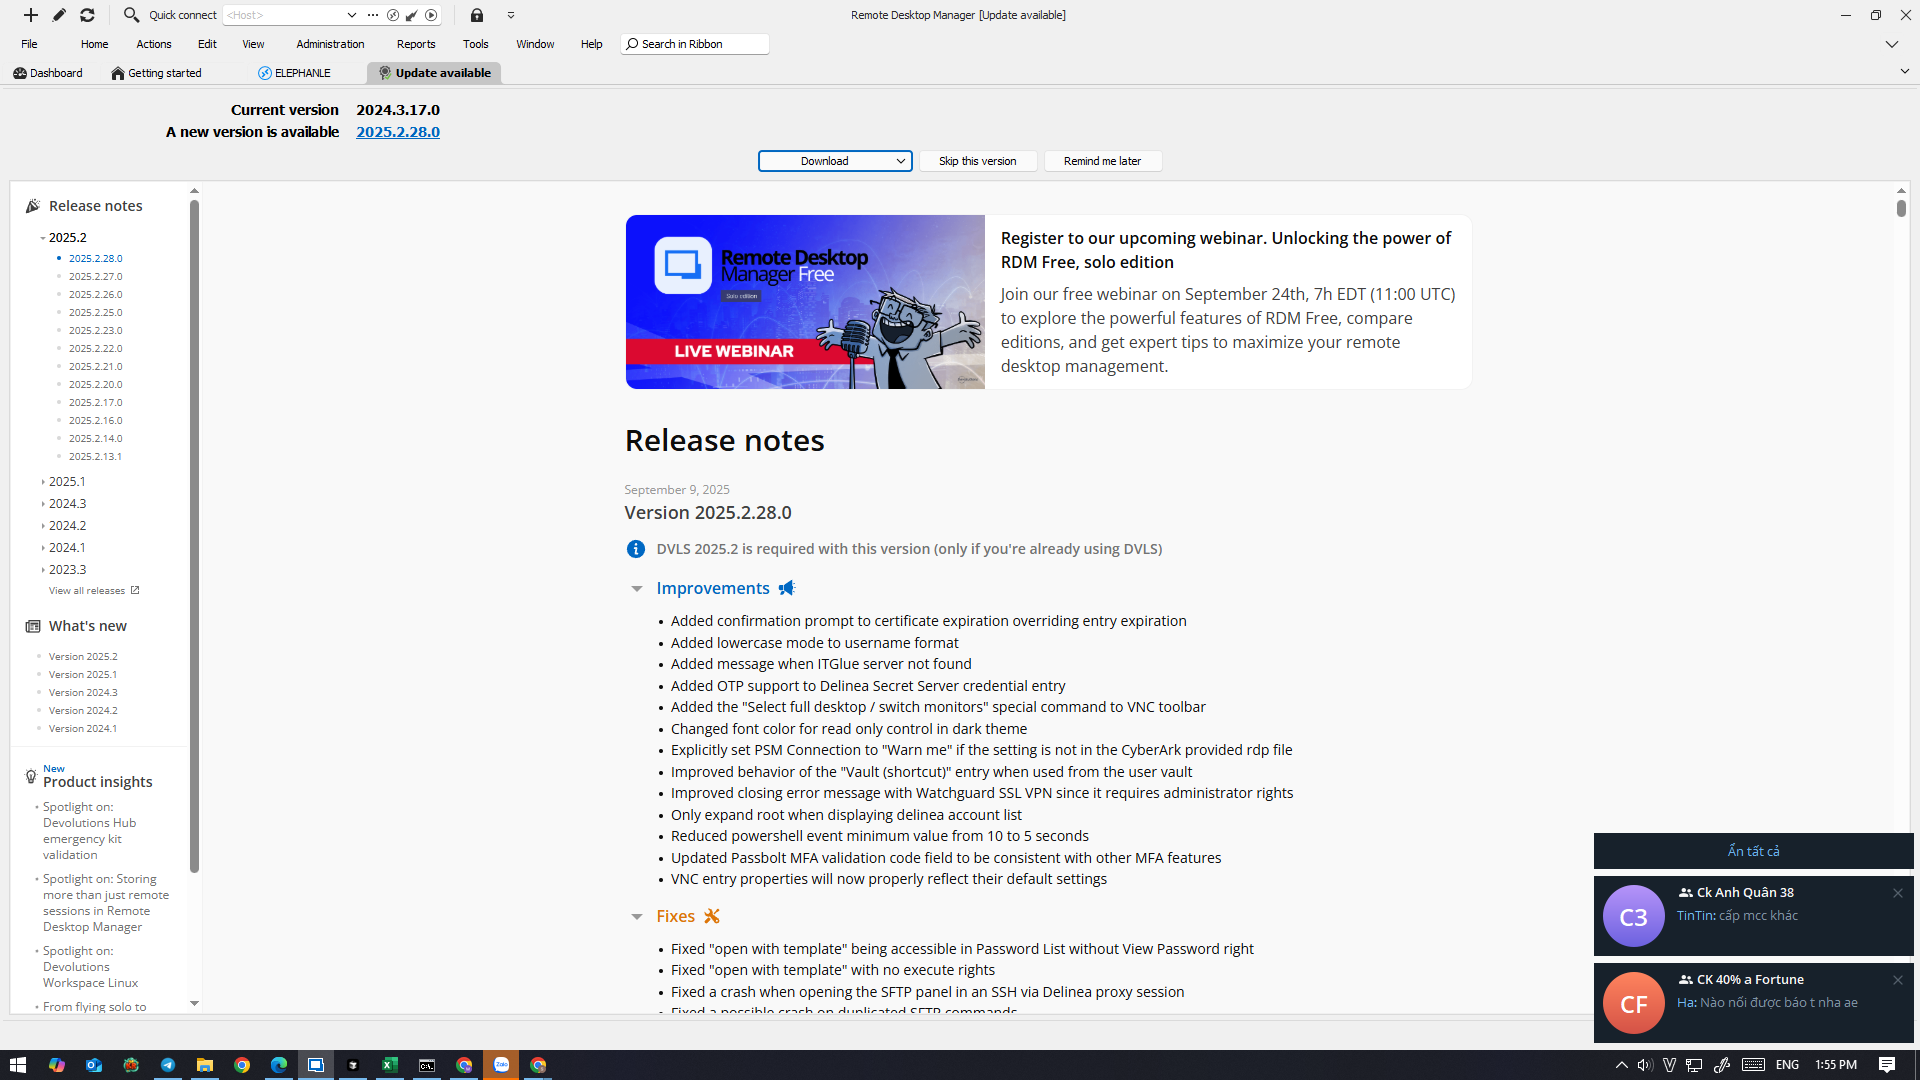 Quick connect
<Host>
Remote Desktop Manager [Update available]
File
Home
Actions
Edit
View
Administration
Reports
Tools
Window
Help
Search in Ribbon
Dashboard
Getting started
ELEPHANLE
Update available
Current version 2024.3.17.0
A new version is available 2025.2.28.0
Download
Skip this version
Remind me later
Release notes
2025.2
2025.2.28.0
2025.2.27.0
2025.2.26.0
2025.2.25.0
2025.2.23.0
2025.2.22.0
2025.2.21.0
2025.2.20.0
2025.2.17.0
2025.2.16.0
2025.2.14.0
2025.2.13.1
2025.1
2024.3
2024.2
2024.1
2023.3
View all releases
What's new
Version 2025.2
Version 2025.1
Version 2024.3
Version 2024.2
Version 2024.1
New
Product insights
Spotlight on:
Devolutions Hub
emergency kit
validation
Spotlight on: Storing
more than just remote
sessions in Remote
Desktop Manager
Spotlight on:
Devolutions
Workspace Linux
From flying solo to
Remote Desktop
Manager Free
Solo edition
LIVE WEBINAR
Register to our upcoming webinar. Unlocking the power of
RDM Free, solo edition
Join our free webinar on September 24th, 7h EDT (11:00 UTC)
to explore the powerful features of RDM Free, compare
editions, and get expert tips to maximize your remote
desktop management.
Release notes
September 9, 2025
Version 2025.2.28.0
DVLS 2025.2 is required with this version (only if you're already using DVLS)
Improvements
Added confirmation prompt to certificate expiration overriding entry expiration
Added lowercase mode to username format
Added message when ITGlue server not found
Added OTP support to Delinea Secret Server credential entry
Added the "Select full desktop / switch monitors" special command to VNC toolbar
Changed font color for read only control in dark theme
Explicitly set PSM Connection to "Warn me" if the setting is not in the CyberArk provided rdp file
Improved behavior of the "Vault (shortcut)" entry when used from the user vault
Improved closing error message with Watchguard SSL VPN since it requires administrator rights
Only expand root when displaying delinea account list
Reduced powershell event minimum value from 10 to 5 seconds
Updated Passbolt MFA validation code field to be consistent with other MFA features
VNC entry properties will now properly reflect their default settings
Fixes
Fixed "open with template" being accessible in Password List without View Password right
Fixed "open with template" with no execute rights
Fixed a crash when opening the SFTP panel in an SSH via Delinea proxy session
Fixed a possible crash on duplicated SFTP commands
Ẩn tất cả
C3
Ck Anh Quân 38
TinTin: cấp mcc khác
CF
CK 40% a Fortune
Ha: Nào nối được báo t nha ae
Zalo
ENG
1:55 PM